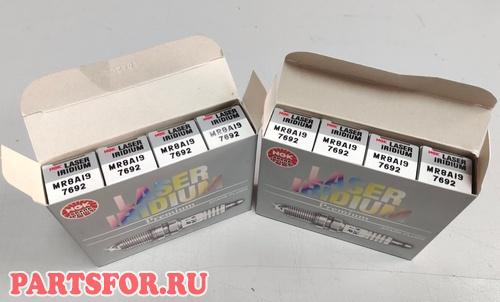 NGK LASER
IRIDIUM
MR8AI9
7692
NGK LASER
IRIDIUM
MR8AI9
7692
NGK LASER
IRIDIUM
MR8AI9
7692
NGK LASER
IRIDIUM
MR8AI9
7692
NGK
LASER
IRIDIUM
Premium
NGK LASER
IRIDIUM
MR8AI9
7692
NGK LASER
IRIDIUM
MR8AI9
7692
NGK LASER
IRIDIUM
MR8AI9
7692
NGK LASER
IRIDIUM
MR8AI9
7692
NGK
LASER
IRIDIUM
Premium
PARTSFOR.RU